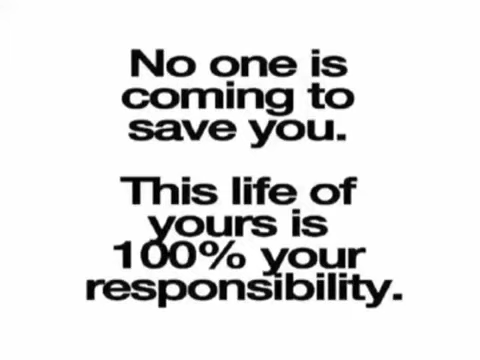 No one is
coming to
save you.
This life of
yours is
100% your
responsibility.